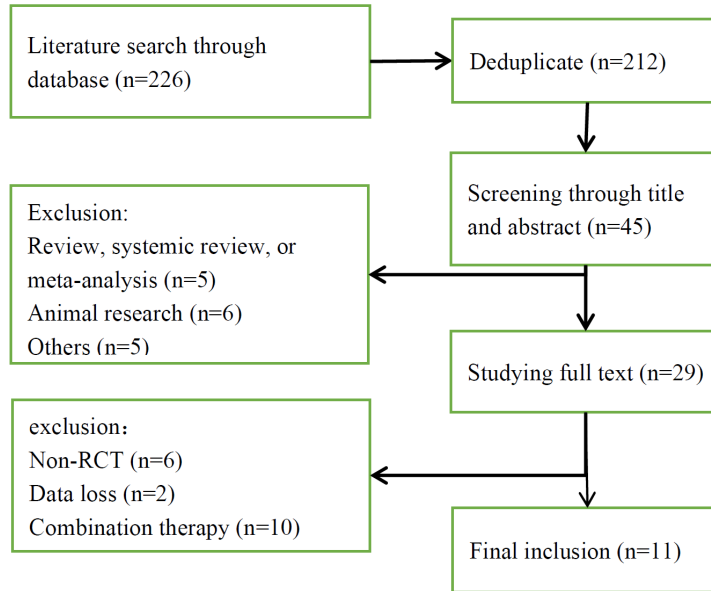 Literature search through
database (n=226)
Deduplicate (n=212)
Screening through title
and abstract (n=45)
Exclusion:
Review, systemic review, or
meta-analysis (n=5)
Animal research (n=6)
Others (n=5)
Studying full text (n=29)
exclusion：
Non-RCT (n=6)
Data loss (n=2)
Combination therapy (n=10)
Final inclusion (n=11)